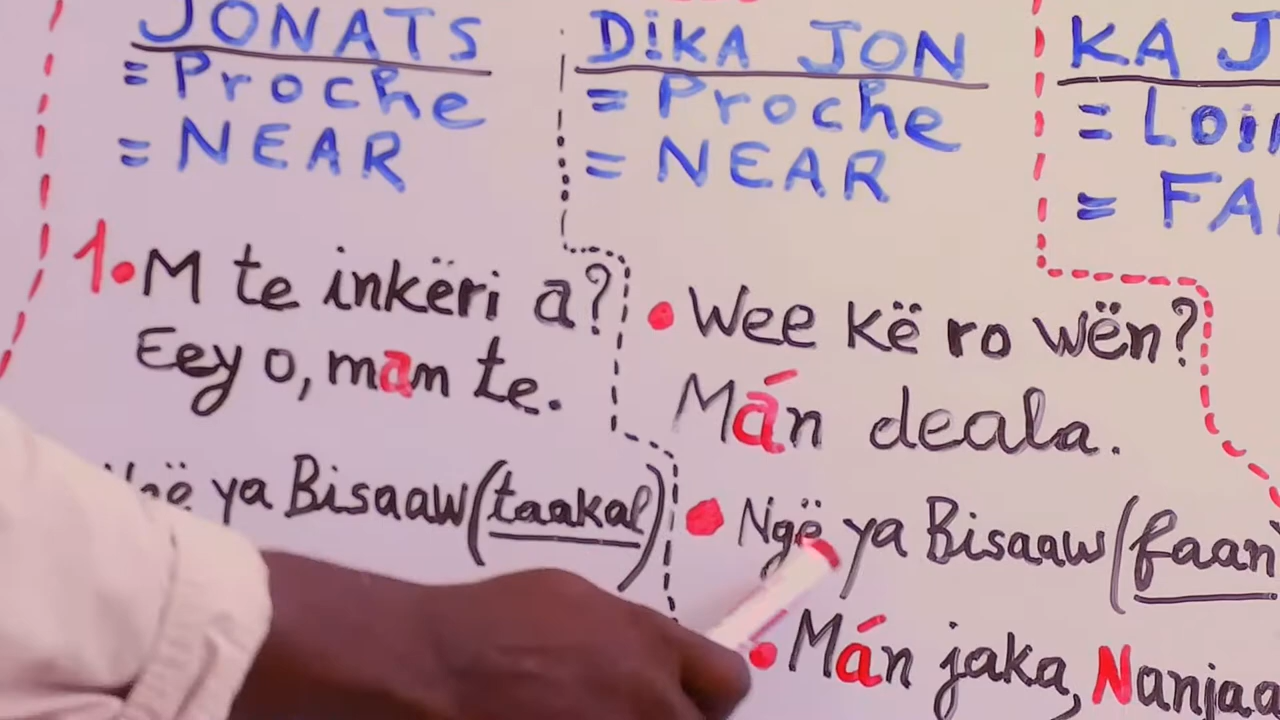 JONATS
= Proche
= NEAR
1. M te inkëri a?
Eey o, mam te.
ya Bisaaw (taakal)
DiKA JON
= Proche
= NEAR
• Wee kë ro wën?
Mán deala.
• Ngë ya Bisaaw (faan)
• Mán jaka, Nanjaa
KA J
= Loin
= FA